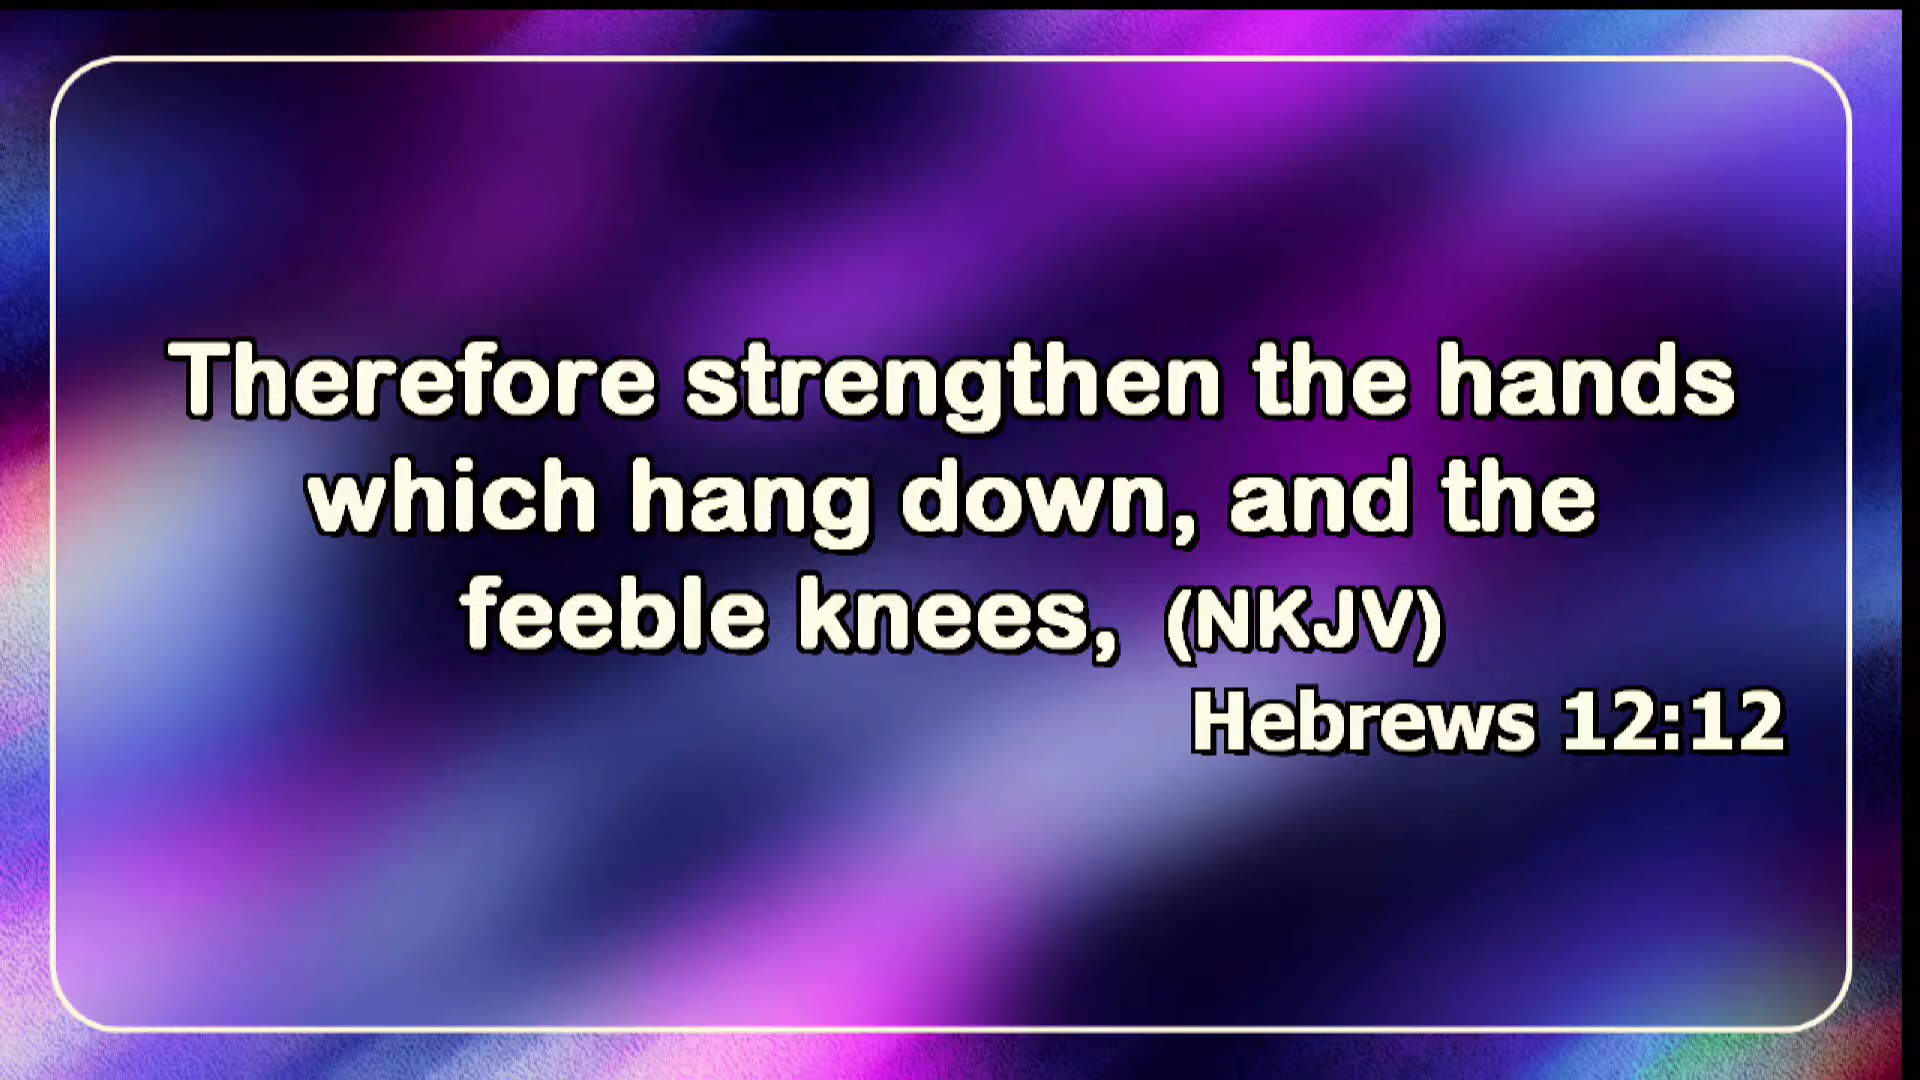 Therefore strengthen the hands
which hang down, and the
feeble knees, (NKJV)
Hebrews 12:12